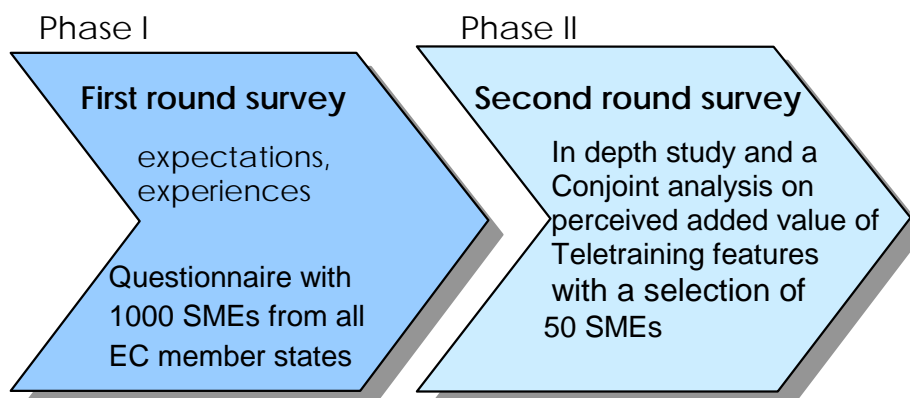 Phase I
First round survey
expectations,
experiences
Questionnaire with
1000 SMEs from all
EC member states
Phase II
Second round survey
In depth study and a
Conjoint analysis on
perceived added value of
Teletraining features
with a selection of
50 SMEs